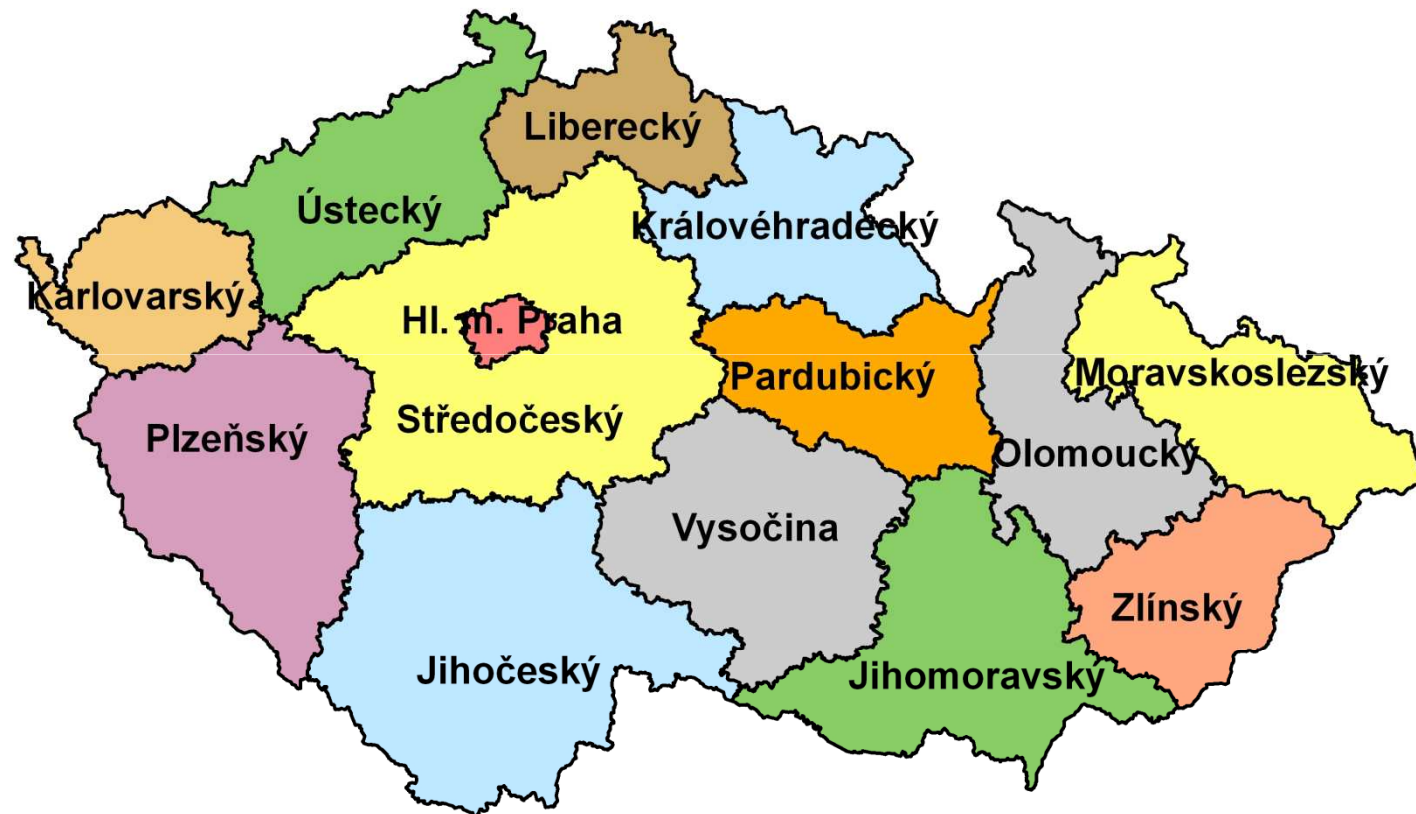 Liberecký
Ústecký
Královéhradecký
Karlovarský
Hl. m. Praha
Pardubický
Moravskoslezský
Středočeský
Plzeňský
Olomoucký
Vysočina
Zlínský
Jihočeský
Jihomoravský